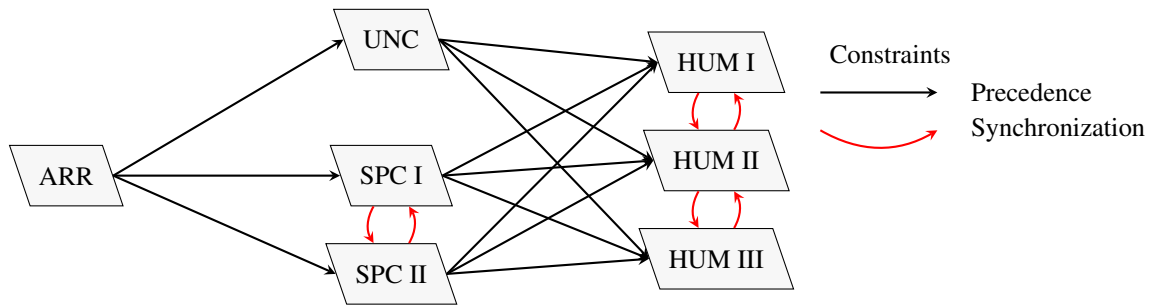 ARR
UNC
SPC I
SPC II
HUM I
HUM II
HUM III
Constraints
Precedence
Synchronization